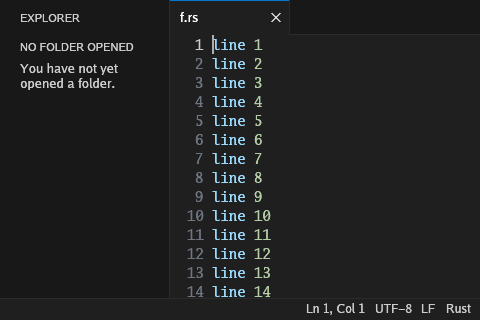 EXPLORER
NO FOLDER OPENED
You have not yet
opened a folder.
f.rs
1 line 1
2 line 2
3 line 3
4 line 4
5 line 5
6 line 6
7 line 7
8 line 8
9 line 9
10 line 10
11 line 11
12 line 12
13 line 13
14 line 14
Ln 1, Col 1 UTF-8 LF Rust